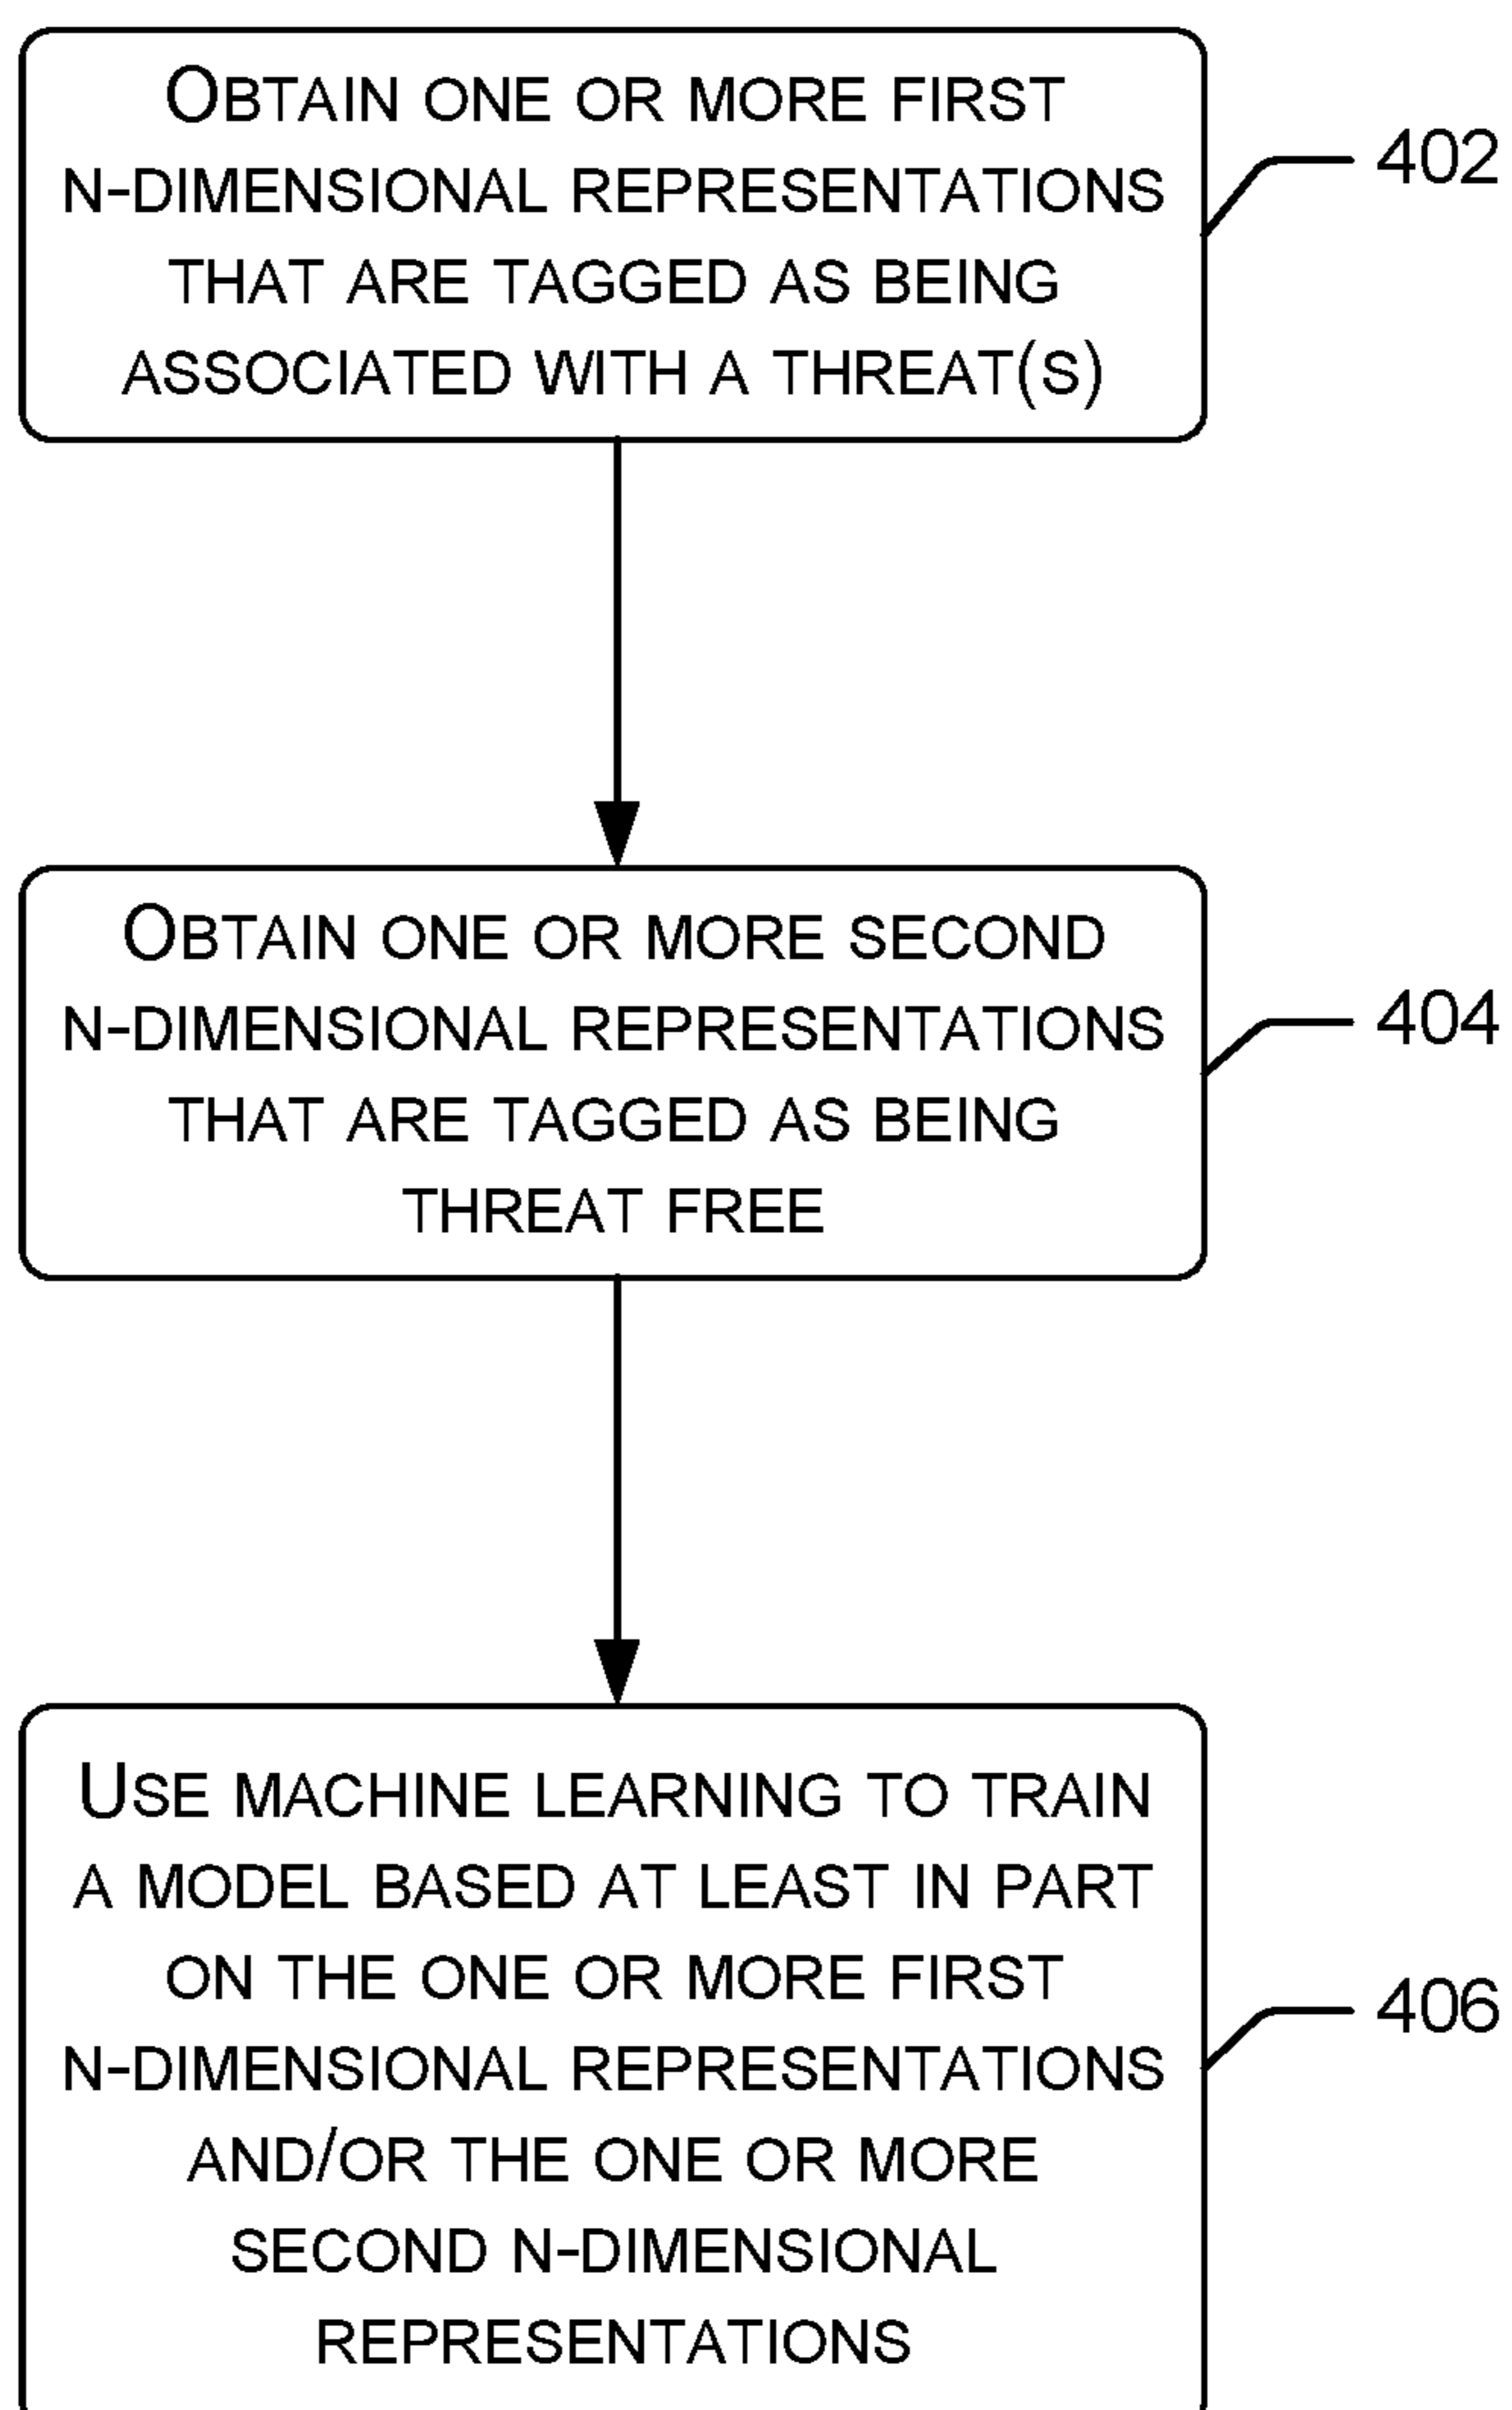 OBTAIN ONE OR MORE FIRST
N-DIMENSIONAL REPRESENTATIONS
THAT ARE TAGGED AS BEING
ASSOCIATED WITH A THREAT(S)
402
OBTAIN ONE OR MORE SECOND
N-DIMENSIONAL REPRESENTATIONS
THAT ARE TAGGED AS BEING
THREAT FREE
404
USE MACHINE LEARNING TO TRAIN
A MODEL BASED AT LEAST IN PART
ON THE ONE OR MORE FIRST
N-DIMENSIONAL REPRESENTATIONS
AND/OR THE ONE OR MORE
SECOND N-DIMENSIONAL
REPRESENTATIONS
406